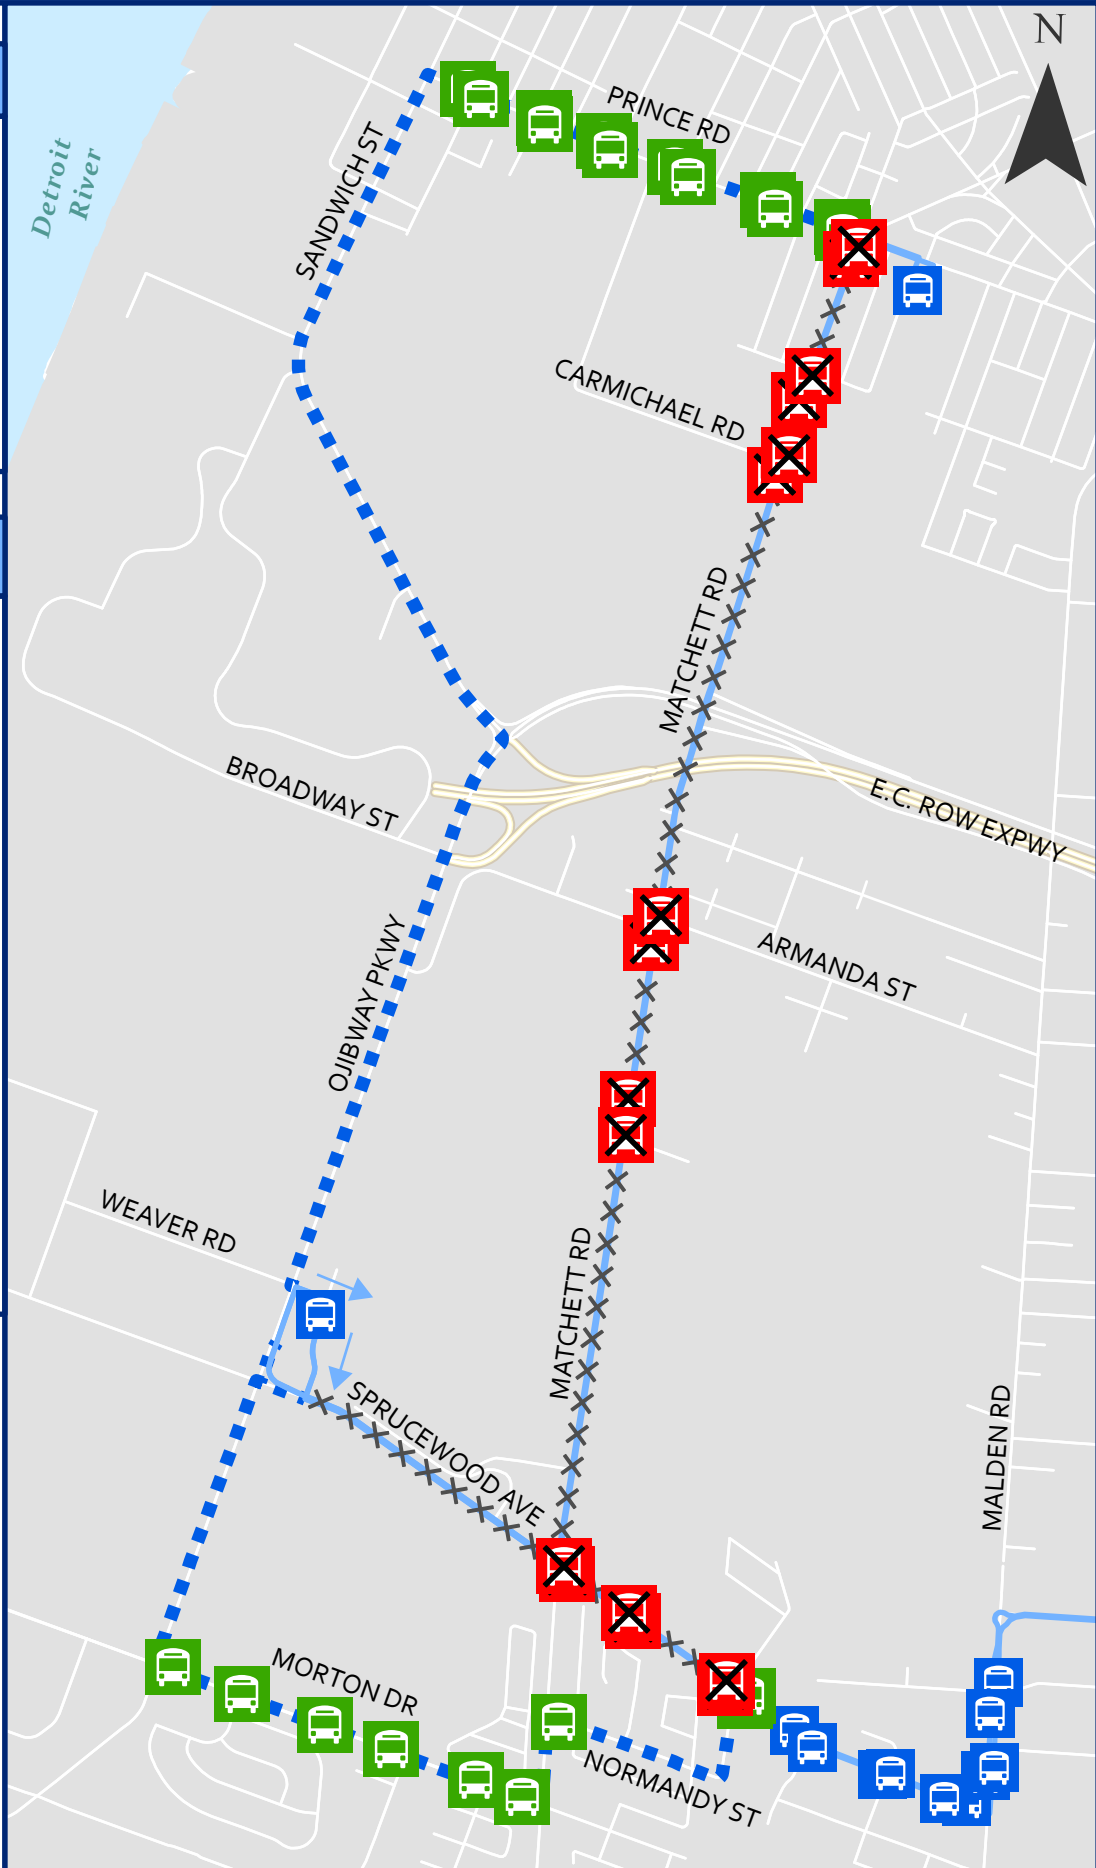 N
PRINCE RD
Detroit
River
SANDWICH ST
CARMICHAEL RD
MATCHETT RD
BROADWAY ST
E.C. ROW EXPWY
OJIBWAY PKWY
ARMANDA ST
WEAVER RD
MATCHETT RD
SPRUCEWOOD AVE
MALDEN RD
MORTON DR
NORMANDY ST